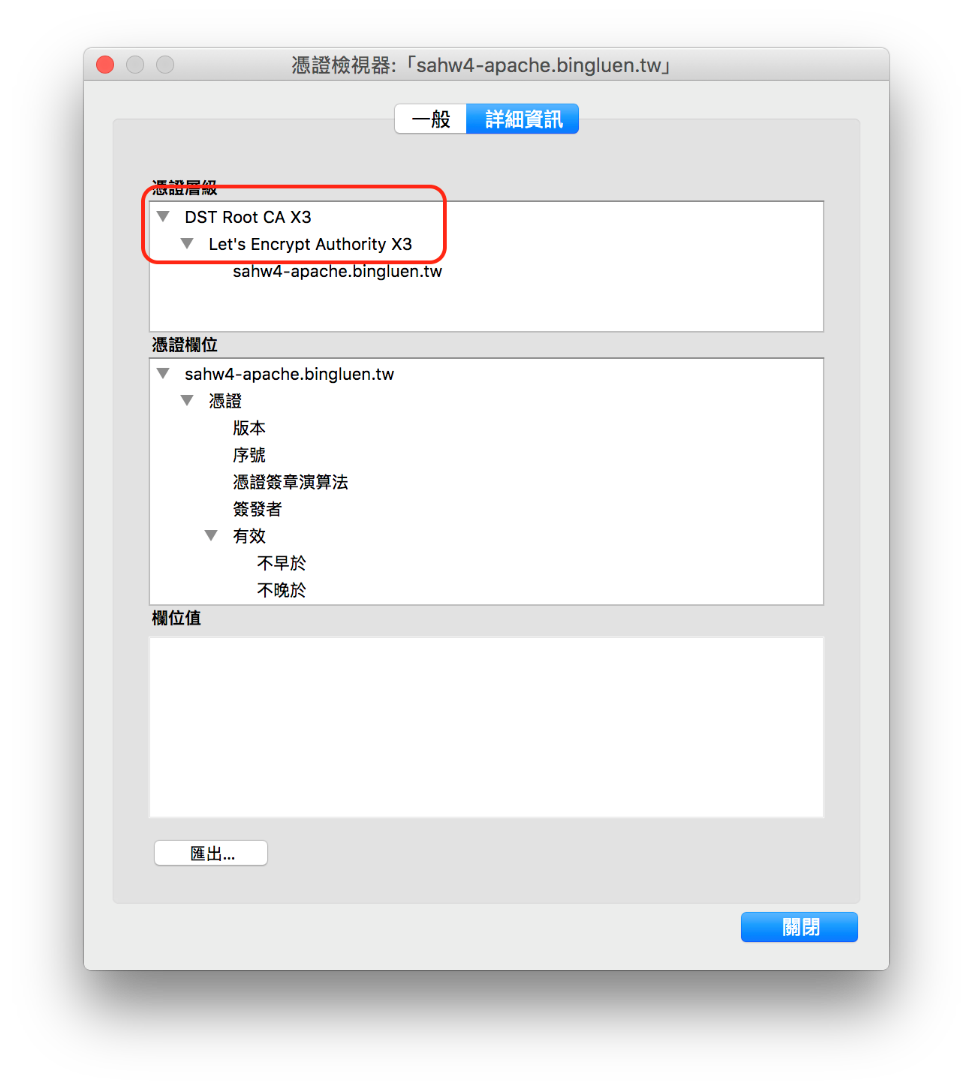 憑證檢視器:「sahw4-apache.bingluen.tw」
一般 詳細資訊
憑證層級
DST Root CA X3
Let's Encrypt Authority X3
sahw4-apache.bingluen.tw
憑證欄位
sahw4-apache.bingluen.tw
憑證
版本
序號
憑證簽章演算法
簽發者
有效
不早於
不晚於
欄位值
匯出...
關閉